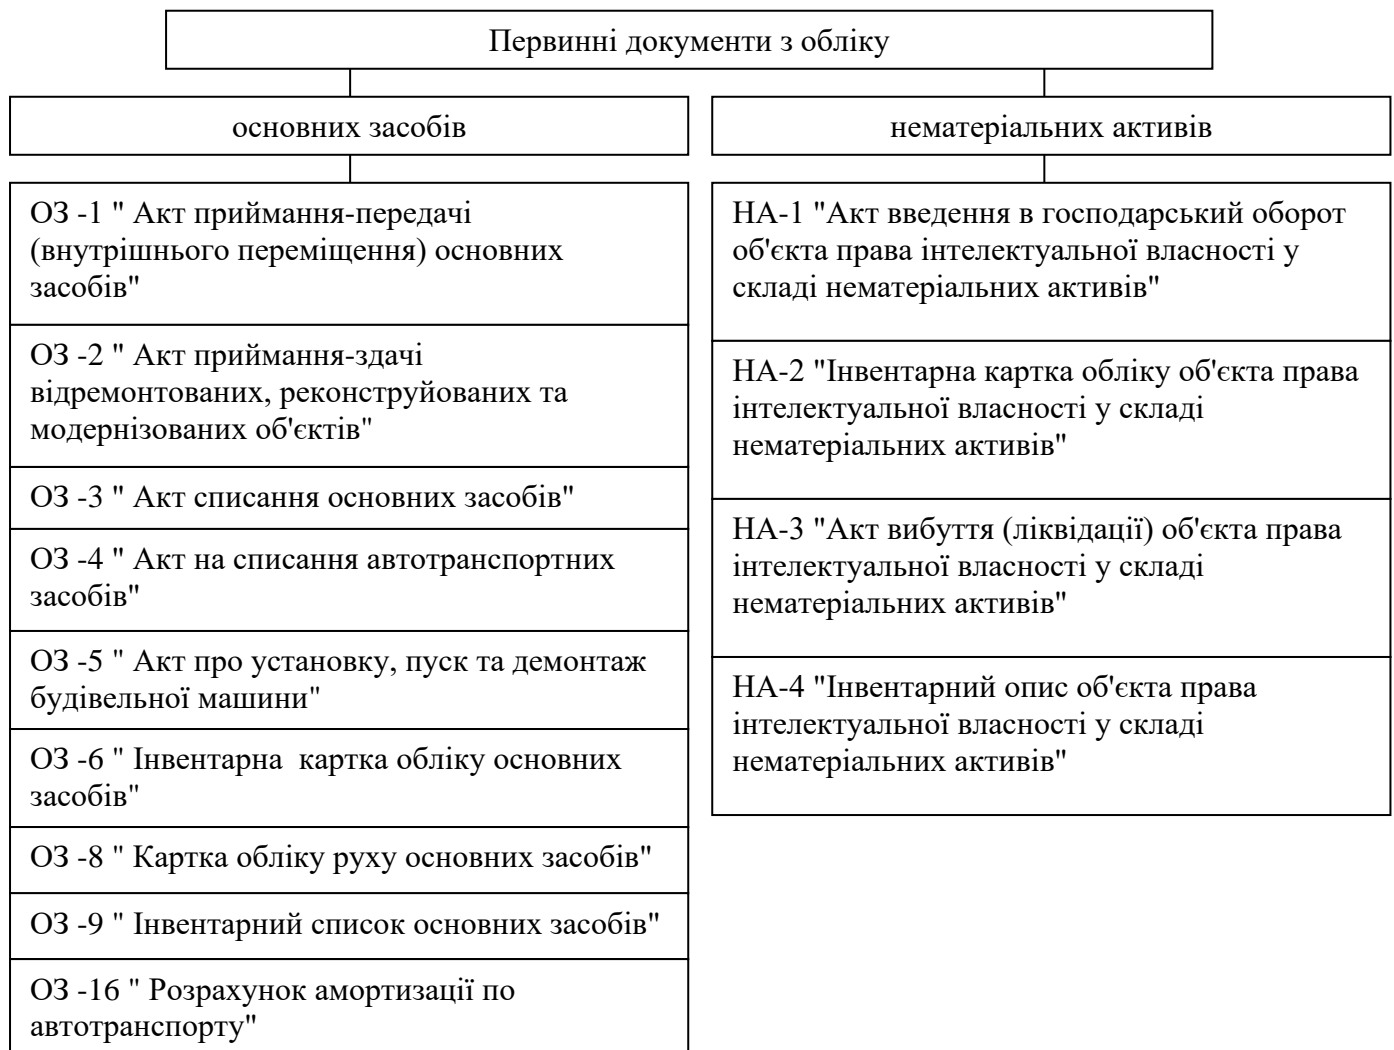 Первинні документи з обліку
основних засобів
нематеріальних активів
ОЗ -1 " Акт приймання-передачі
(внутрішнього переміщення) основних
засобів"
ОЗ -2 " Акт приймання-здачі
відремонтованих, реконструйованих та
модернізованих об'єктів"
ОЗ -3 " Акт списання основних засобів"
ОЗ -4 " Акт на списання автотранспортних
засобів"
ОЗ -5 " Акт про установку, пуск та демонтаж
будівельної машини"
ОЗ -6 " Інвентарна  картка обліку основних
засобів"
ОЗ -8 " Картка обліку руху основних засобів"
ОЗ -9 " Інвентарний список основних засобів"
ОЗ -16 " Розрахунок амортизації по
автотранспорту"
НА-1 "Акт введення в господарський оборот
об'єкта права інтелектуальної власності у
складі нематеріальних активів"
НА-2 "Інвентарна картка обліку об'єкта права
інтелектуальної власності у складі
нематеріальних активів"
НА-3 "Акт вибуття (ліквідації) об'єкта права
інтелектуальної власності у складі
нематеріальних активів"
НА-4 "Інвентарний опис об'єкта права
інтелектуальної власності у складі
нематеріальних активів"